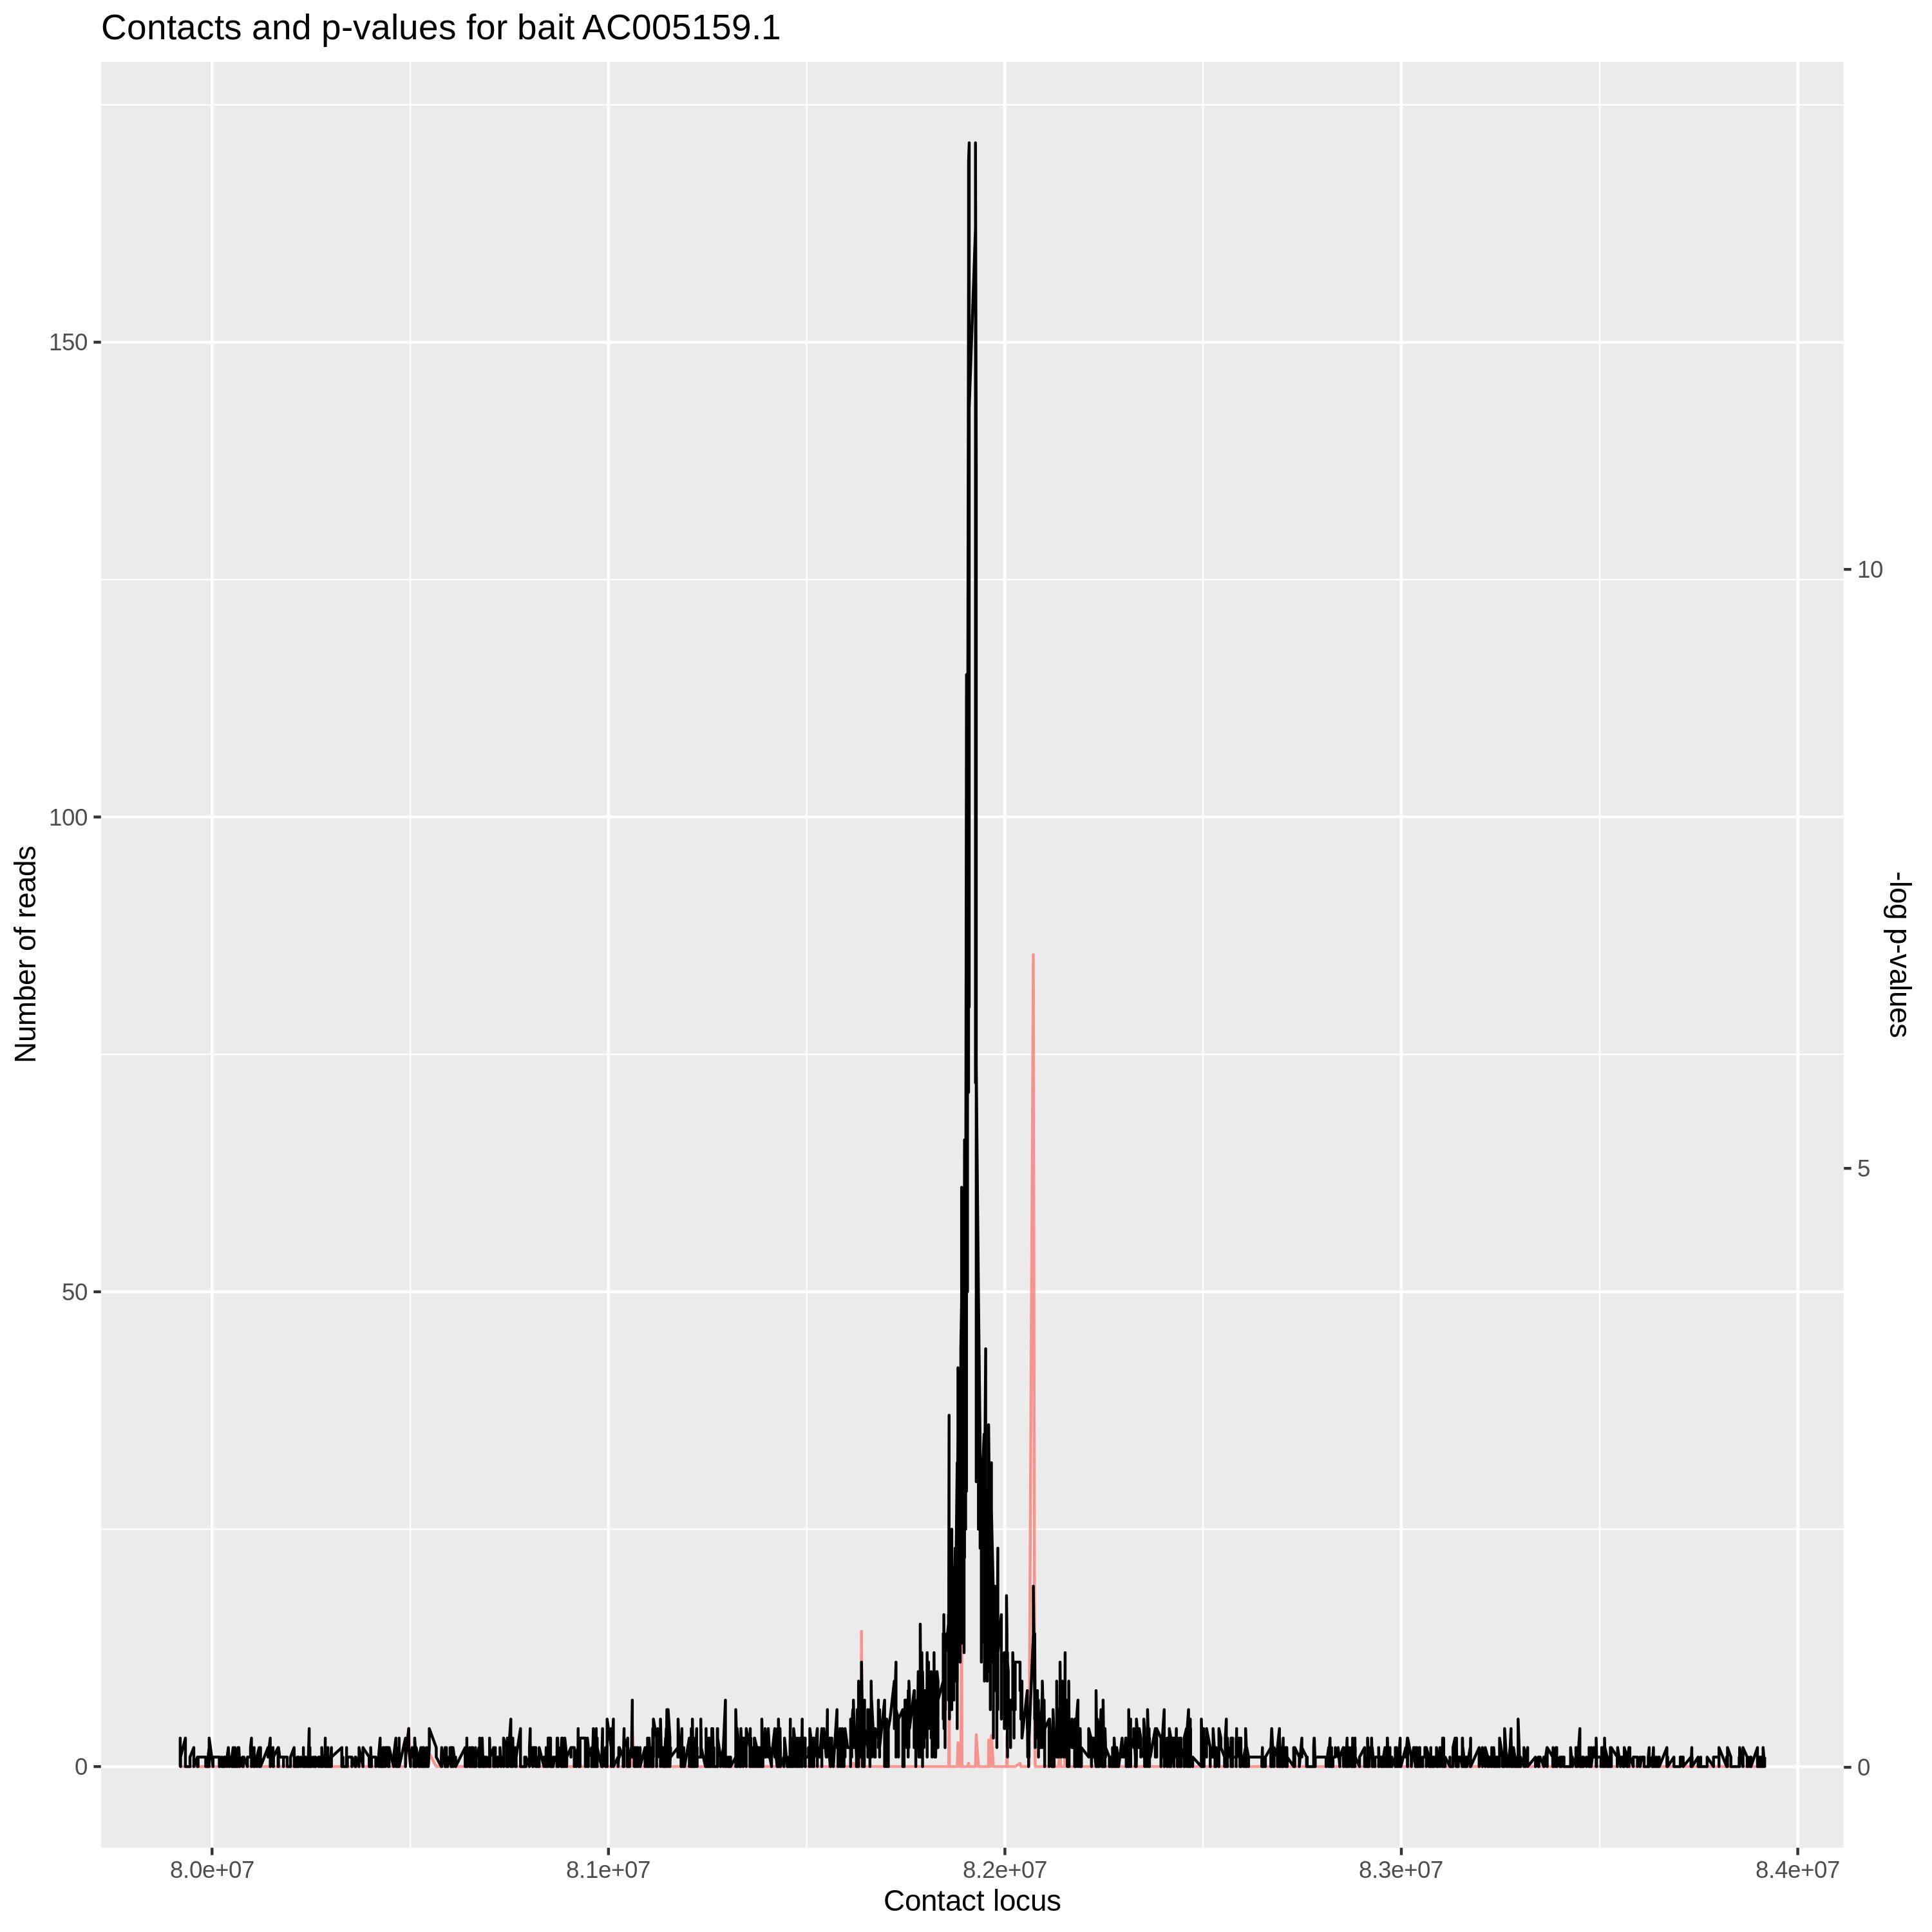 Contacts and p-values for bait AC005159.1
150
100
50
0
Number of reads
10
5
0
-log p-values
8.0e+07
8.1e+07
8.2e+07
8.3e+07
8.4e+07
Contact locus